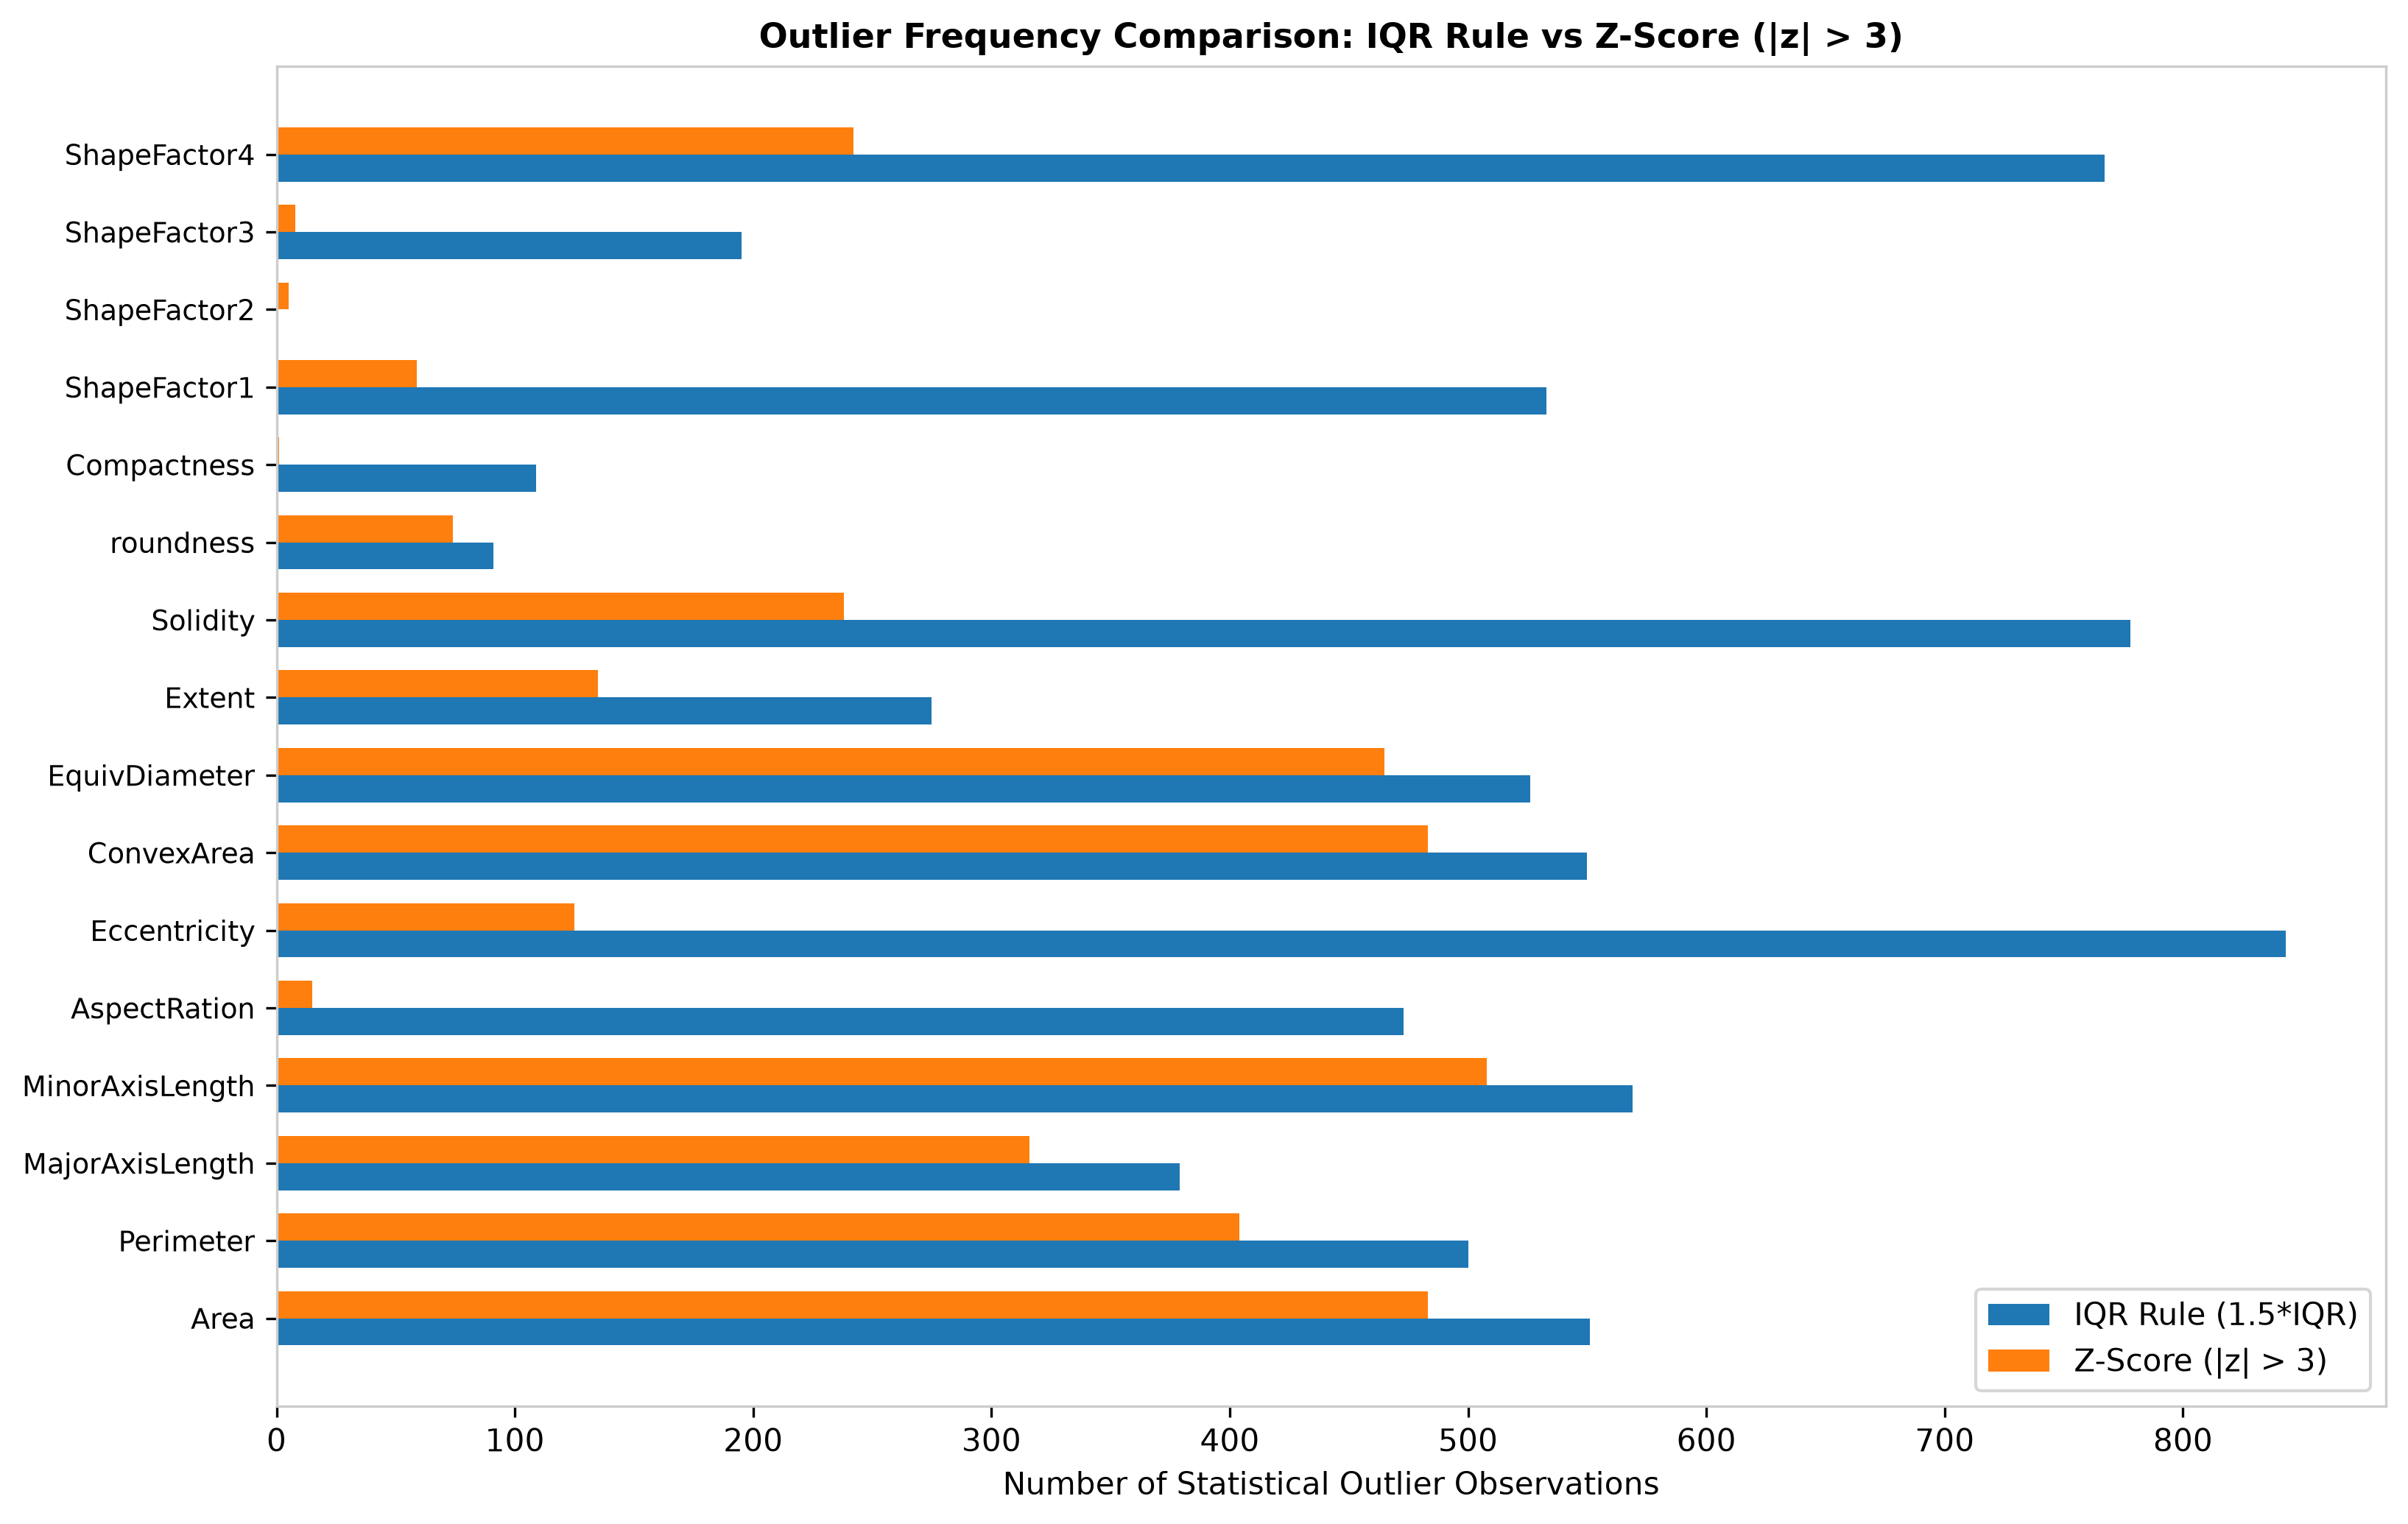 Outlier Frequency Comparison: IQR Rule vs Z-Score (|z| > 3)
ShapeFactor4
ShapeFactor3
ShapeFactor2
ShapeFactor1
Compactness
roundness
Solidity
Extent
EquivDiameter
ConvexArea
Eccentricity
AspectRation
MinorAxisLength
MajorAxisLength
Perimeter
Area
IQR Rule (1.5*IQR)
Z-Score (|z| > 3)
0 100 200 300 400 500 600 700 800
Number of Statistical Outlier Observations